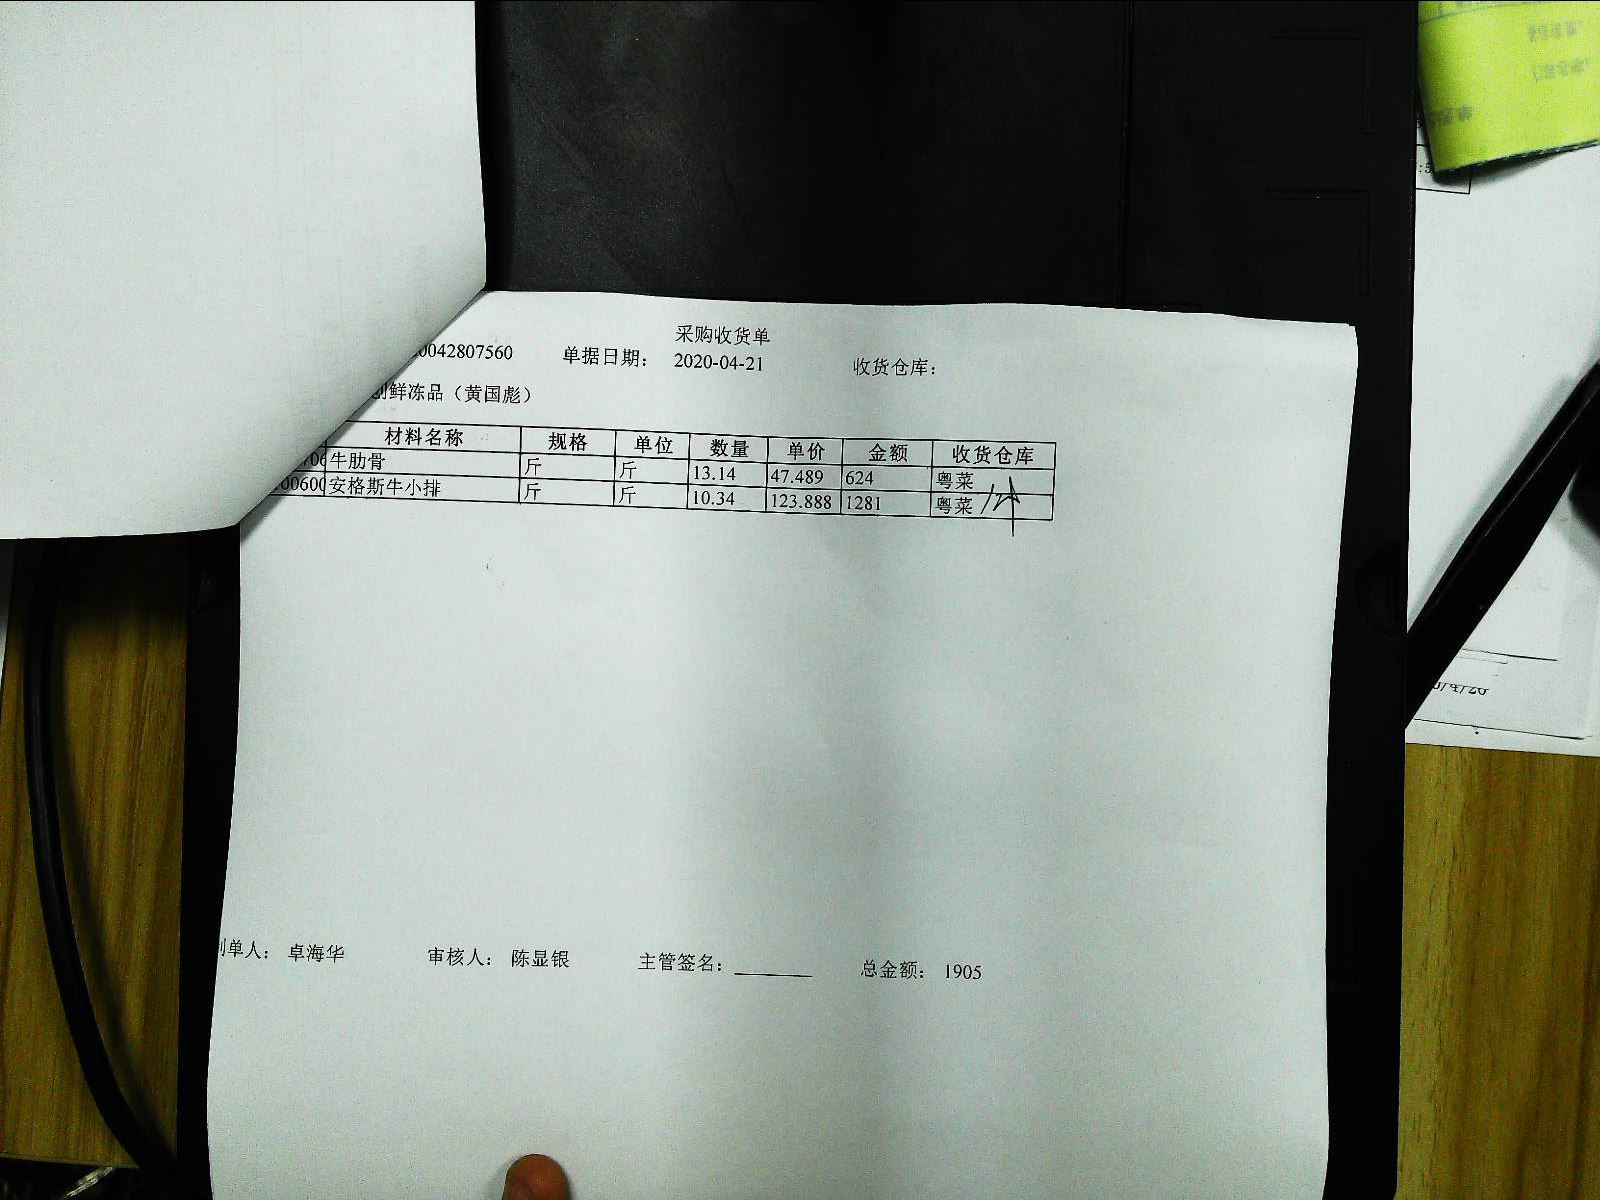 采购收货单
0042807560 单据日期： 2020-04-21 收货仓库：
创鲜冻品（黄国彪）
材料名称 规格 单位 数量 单价 金额 收货仓库
706 牛肋骨 斤 斤 13.14 47.489 624 粤菜
00600 安格斯牛小排 斤 斤 10.34 123.888 1281 粤菜
制单人： 卓海华 审核人： 陈显银 主管签名： 总金额： 1905